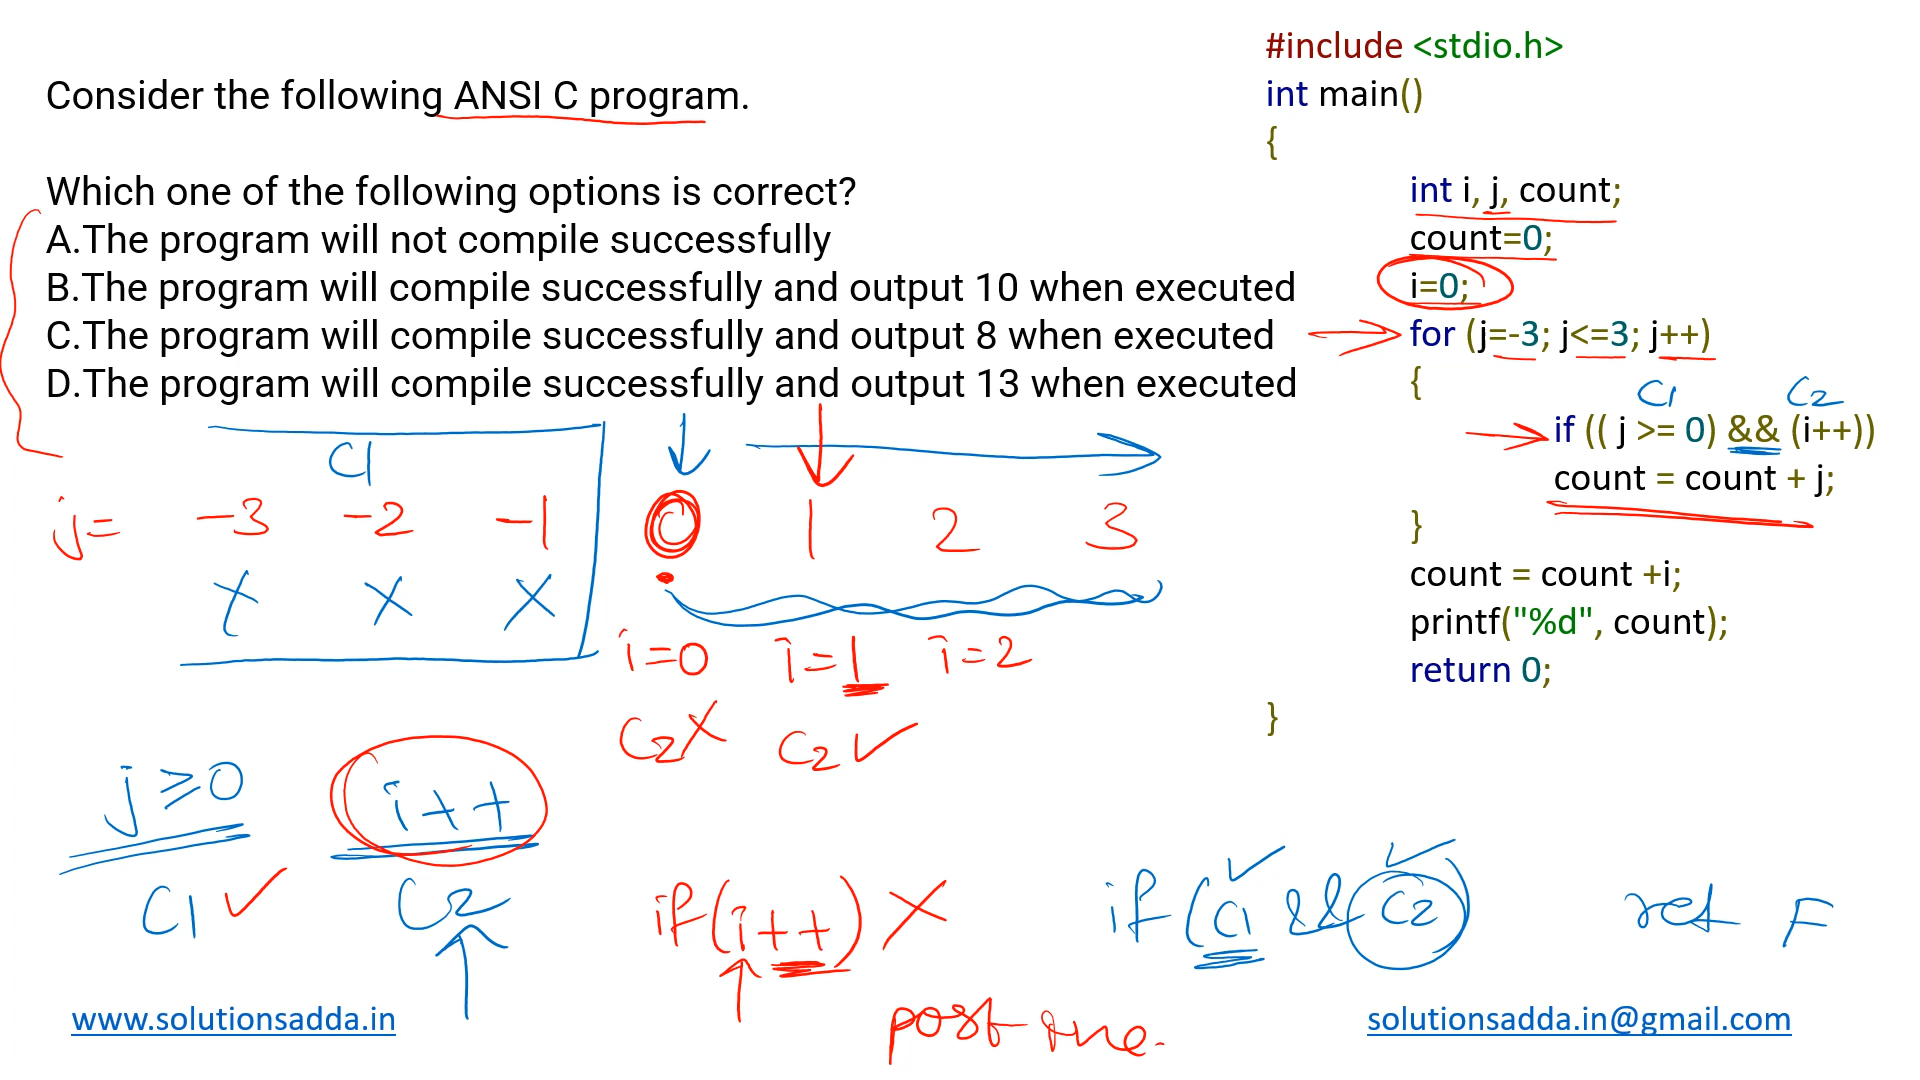 Consider the following ANSI C program.
Which one of the following options is correct?
A.The program will not compile successfully
B.The program will compile successfully and output 10 when executed
C.The program will compile successfully and output 8 when executed
D.The program will compile successfully and output 13 when executed
#include <stdio.h>
int main()
{
int i, j, count;
count=0;
i=0;
for (j=-3; j<=3; j++)
{
C1 C2
if (( j >= 0) && (i++))
count = count + j;
}
count = count +i;
printf("%d", count);
return 0;
}
C1
j= -3 -2 -1 0 1 2 3
x x x
i=0 i=1 i=2
C2 x C2 ✓
j≥0 i++
C1 ✓ C2
if(i++) x
if(C1 && C2)
ret F
www.solutionsadda.in
post inc.
solutionsadda.in@gmail.com